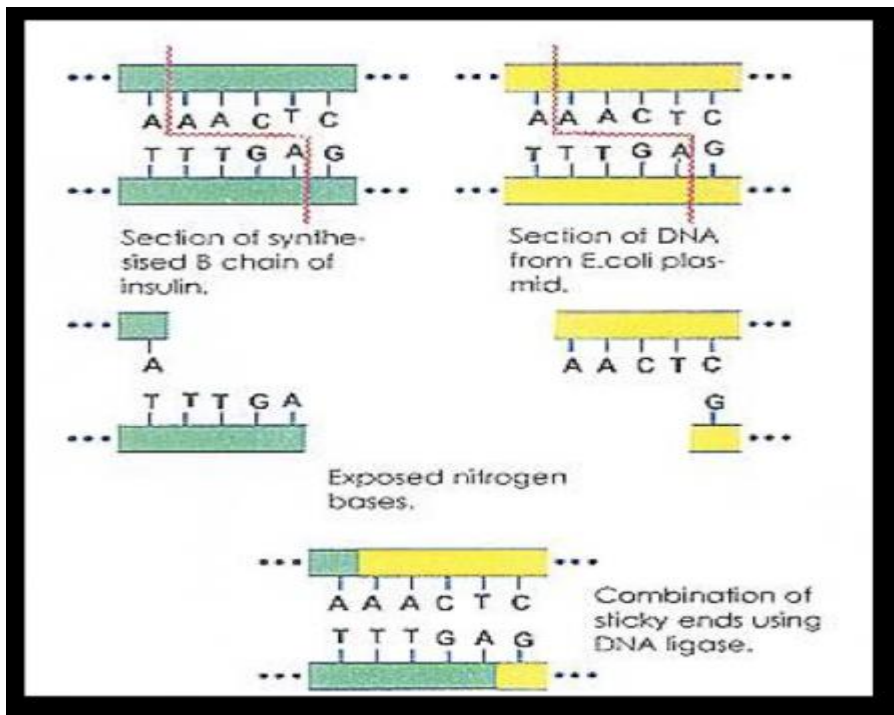 A A A C T C
T T T G A G
Section of synthe-
sised B chain of
insulin.
A A A C T C
T T T G A G
Section of DNA
from E.coli plas-
mid.
A
T T T G A
A A C T C
G
Exposed nitrogen
bases.
A A A C T C
T T T G A G
Combination of
sticky ends using
DNA ligase.